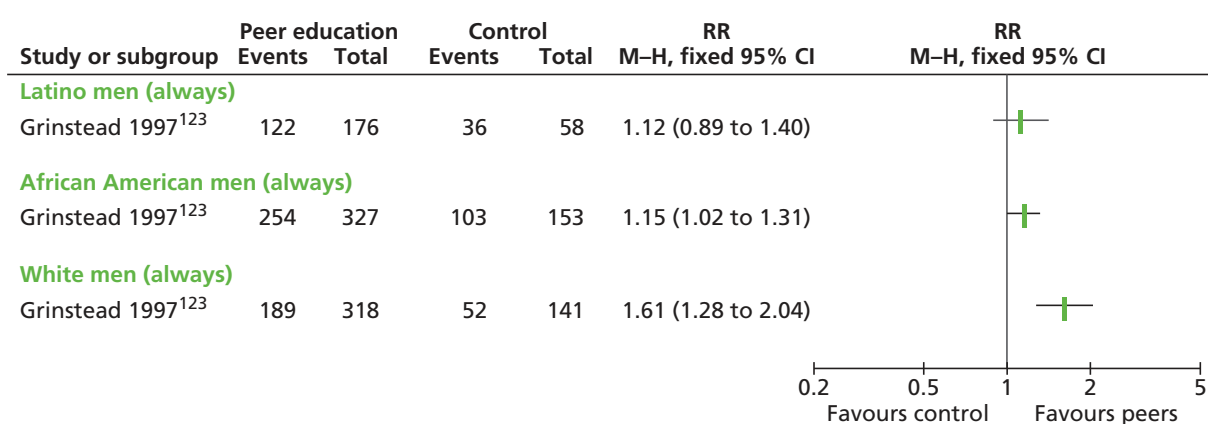 Peer education Control RR RR
Study or subgroup Events Total Events Total M–H, fixed 95% CI M–H, fixed 95% CI
Latino men (always)
Grinstead 1997¹²³ 122 176 36 58 1.12 (0.89 to 1.40)
African American men (always)
Grinstead 1997¹²³ 254 327 103 153 1.15 (1.02 to 1.31)
White men (always)
Grinstead 1997¹²³ 189 318 52 141 1.61 (1.28 to 2.04)
0.2 0.5 1 2 5
Favours control Favours peers